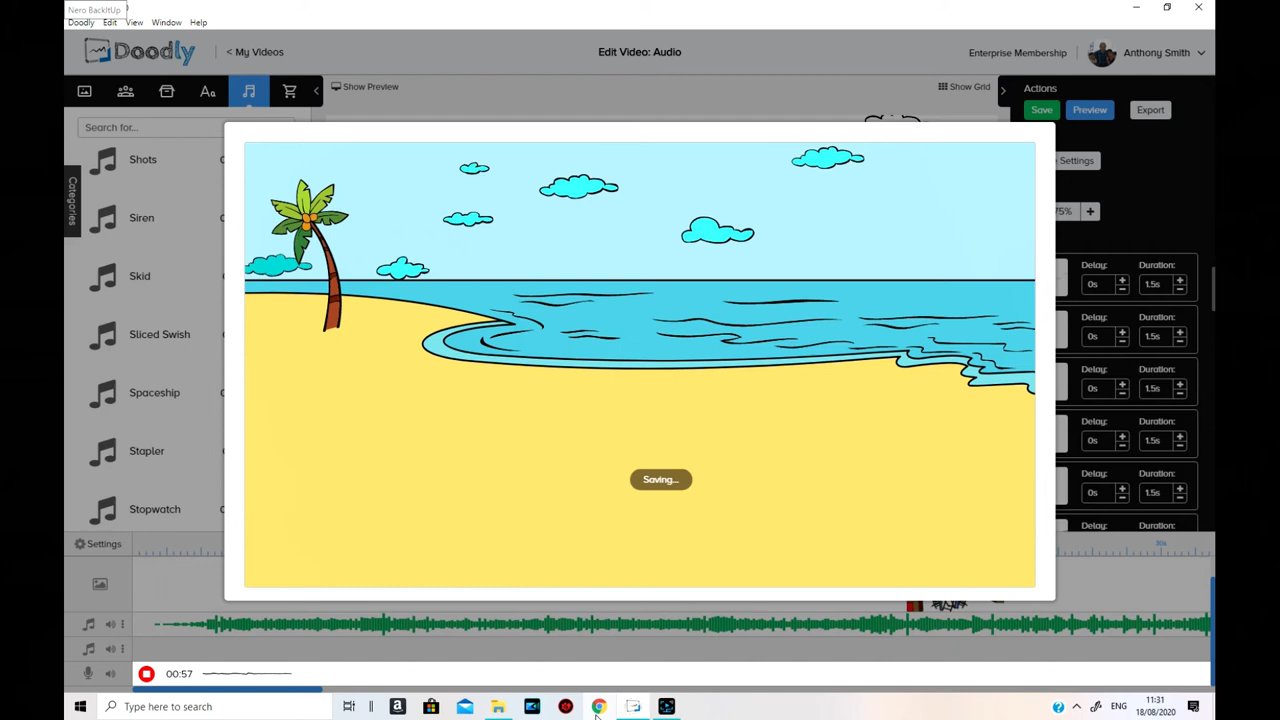 Nero BackItUp
Doodly Edit View Window Help
Doodly
< My Videos
Edit Video: Audio
Enterprise Membership
Anthony Smith
Show Preview
Show Grid
Actions
Save
Preview
Export
Search for...
Categories
Settings
75%
Shots
Siren
Skid
Sliced Swish
Spaceship
Stapler
Stopwatch
Delay: Duration:
0s 1.5s
Delay: Duration:
0s 1.5s
Delay: Duration:
0s 1.5s
Delay: Duration:
0s 1.5s
Delay: Duration:
0s 1.5s
Delay: Duration:
Saving...
Settings
30s
00:57
Type here to search
ENG
11:31
18/08/2020